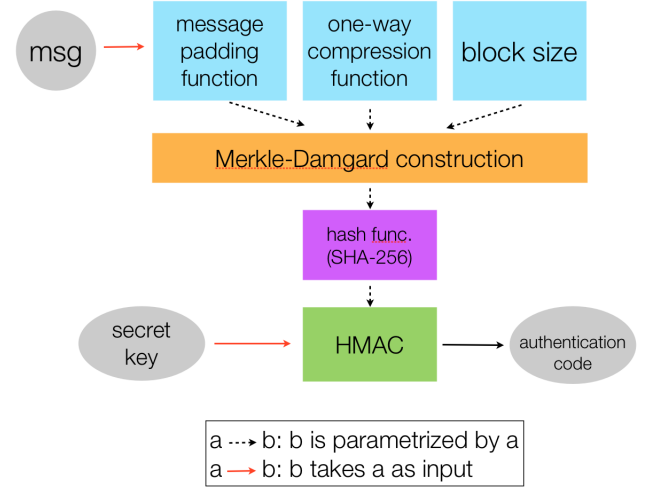 msg
message
padding
function
one-way
compression
function
block size
Merkle-Damgard construction
hash func.
(SHA-256)
secret
key
HMAC
authentication
code
a ⇢ b: b is parametrized by a
a → b: b takes a as input